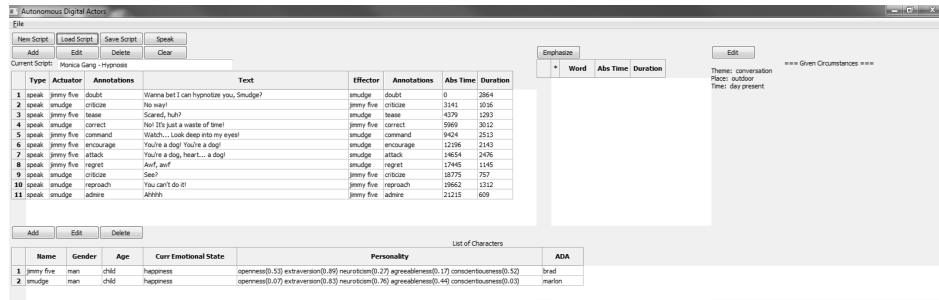 Autonomous Digital Actors
File
New Script Load Script Save Script Speak
Add Edit Delete Clear Emphasize Edit
Current Script: Monica Gang - Hypnosis
=== Given Circumstances ===
Type Actuator Annotations Text Effector Annotations Abs Time Duration * Word Abs Time Duration
Theme: conversation
Place: outdoor
Time: day present
1 speak jimmy five doubt Wanna bet I can hypnotize you, Smudge? smudge doubt 0 2864
2 speak smudge criticize No way! jimmy five criticize 3141 1016
3 speak jimmy five tease Scared, huh? smudge tease 4379 1293
4 speak smudge correct No! It's just a waste of time! jimmy five correct 5969 3012
5 speak jimmy five command Watch... Look deep into my eyes! smudge command 9424 2513
6 speak jimmy five encourage You're a dog! You're a dog! smudge encourage 12196 2143
7 speak jimmy five attack You're a dog, heart... a dog! smudge attack 14654 2476
8 speak jimmy five regret Awf, awf smudge regret 17445 1145
9 speak smudge criticize See? jimmy five criticize 18775 757
10 speak smudge reproach You can't do it! jimmy five reproach 19662 1312
11 speak smudge admire Ahhhh jimmy five admire 21215 609
Add Edit Delete
List of Characters
Name Gender Age Curr Emotional State Personality ADA
1 jimmy five man child happiness openness(0.53) extraversion(0.89) neuroticism(0.27) agreeableness(0.17) conscientiousness(0.52) brad
2 smudge man child happiness openness(0.07) extraversion(0.83) neuroticism(0.76) agreeableness(0.44) conscientiousness(0.03) marlon